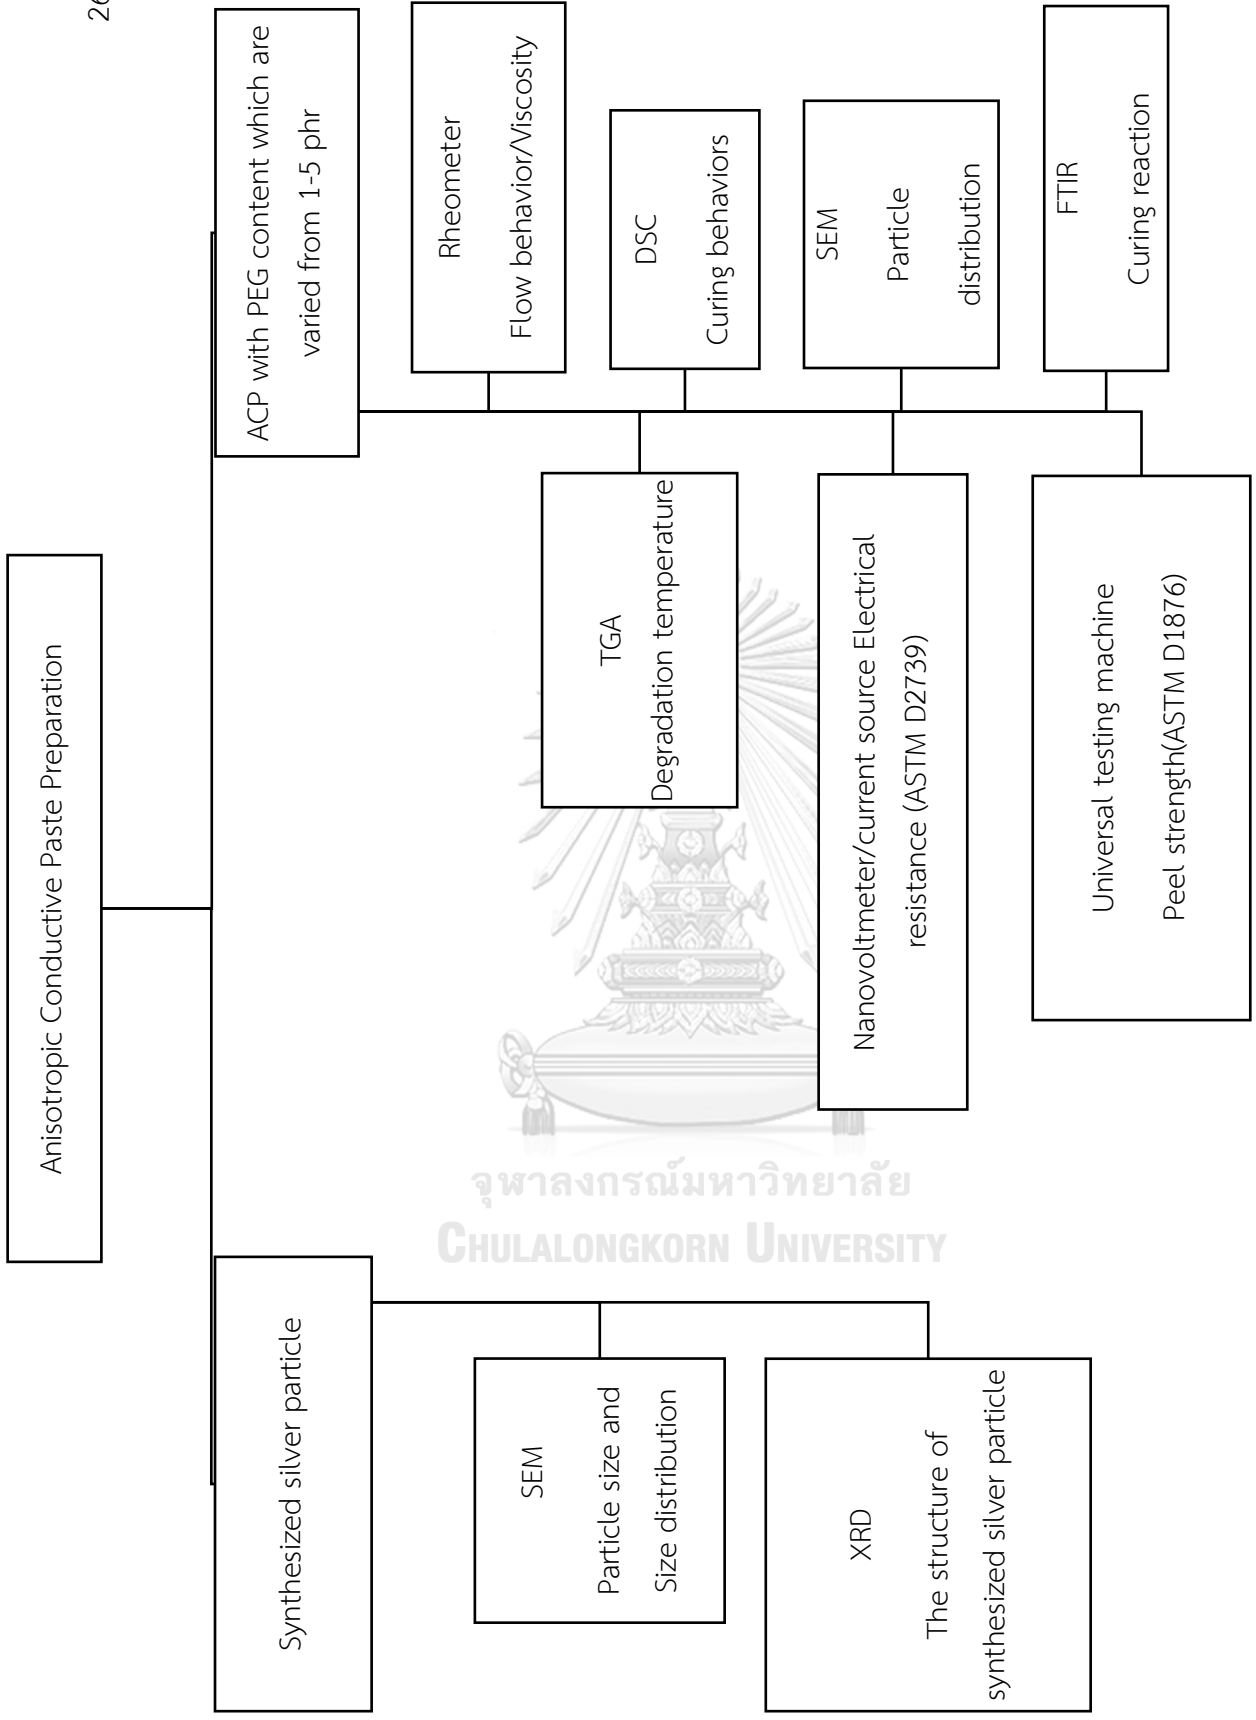 26
Anisotropic Conductive Paste Preparation
Synthesized silver particle
SEM
Particle size and
Size distribution
XRD
The structure of
synthesized silver particle
ACP with PEG content which are
varied from 1-5 phr
TGA
Degradation temperature
Nanovoltmeter/current source Electrical
resistance (ASTM D2739)
Universal testing machine
Peel strength(ASTM D1876)
Rheometer
Flow behavior/Viscosity
DSC
Curing behaviors
SEM
Particle
distribution
FTIR
Curing reaction
จุฬาลงกรณ์มหาวิทยาลัย
CHULALONGKORN UNIVERSITY